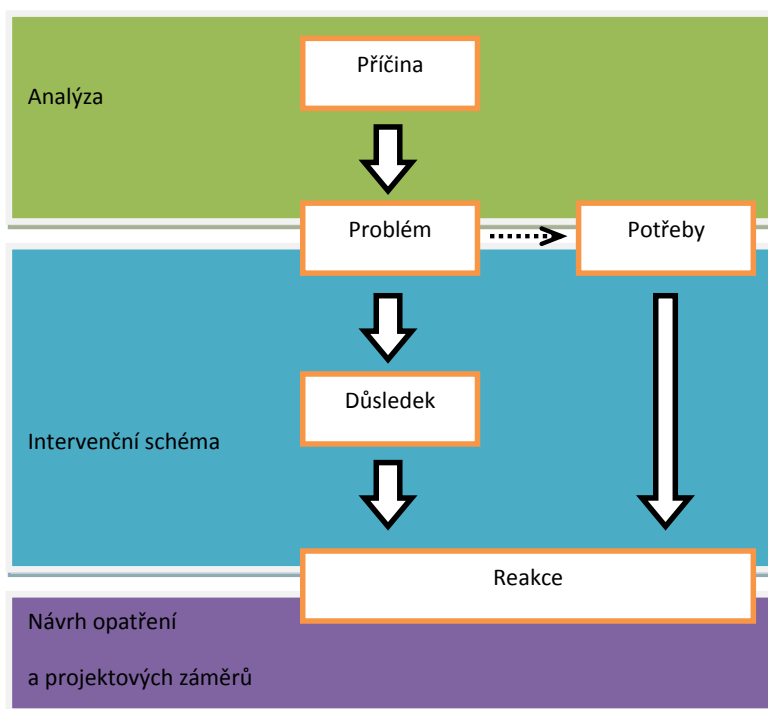 Příčina
Analýza
Problém
Potřeby
Důsledek
Intervenční schéma
Reakce
Návrh opatření
a projektových záměrů